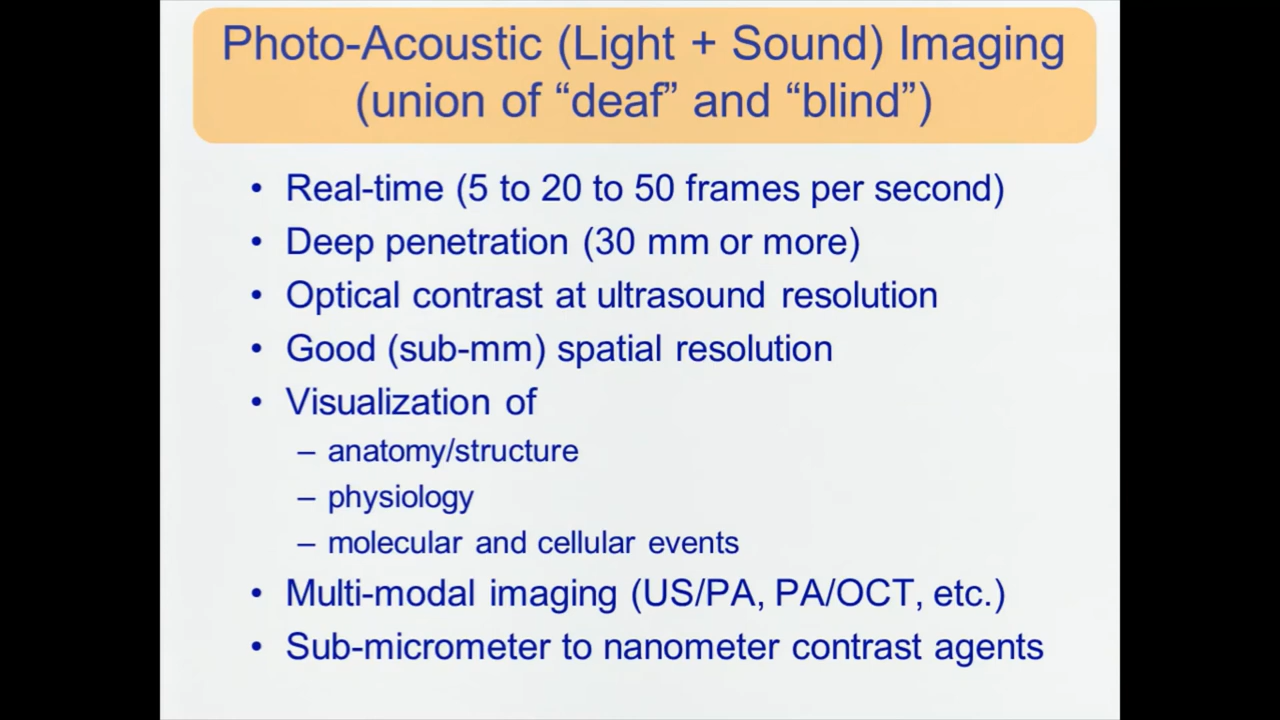 Photo-Acoustic (Light + Sound) Imaging
(union of “deaf” and “blind”)
• Real-time (5 to 20 to 50 frames per second)
• Deep penetration (30 mm or more)
• Optical contrast at ultrasound resolution
• Good (sub-mm) spatial resolution
• Visualization of
– anatomy/structure
– physiology
– molecular and cellular events
• Multi-modal imaging (US/PA, PA/OCT, etc.)
• Sub-micrometer to nanometer contrast agents